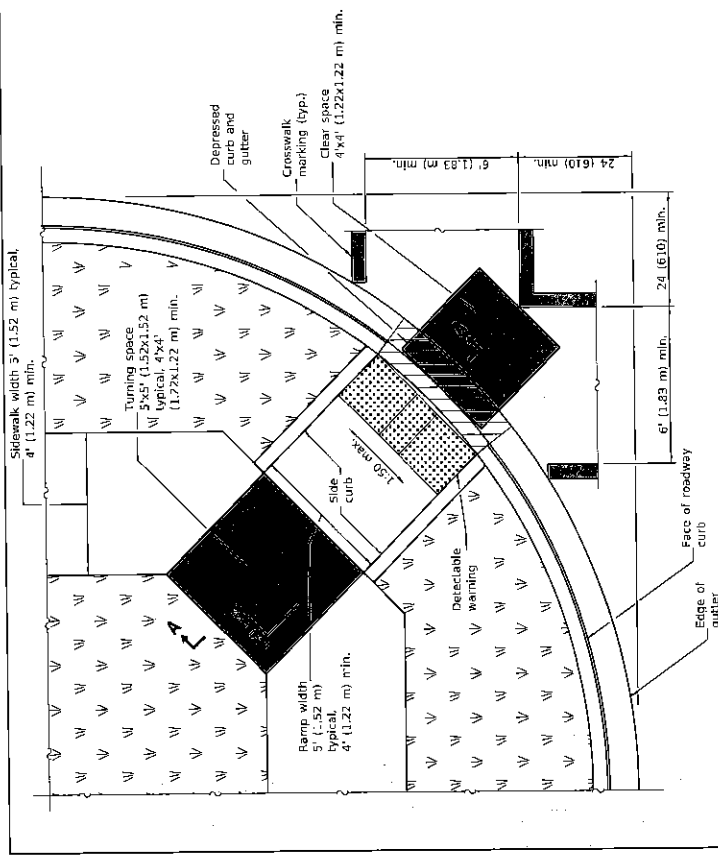 Sidewalk width 5' (1.52 m) typical,
4' (1.22 m) min.
Turning space
5'x5' (1.52x1.52 m)
typical, 4'x4'
(1.22x1.22 m) min.
Depressed
curb and
gutter
Crosswalk
marking (typ.)
Clear space
4'x4' (1.22x1.22 m) min.
6' (1.83 m) min.
24 (610) min.
Side
curb
1:50 max.
A
Ramp width
5' (1.52 m)
typical,
4' (1.22 m) min.
Detectable
warning
24 (610) min.
6' (1.83 m) min.
Face of roadway
curb
Edge of
gutter